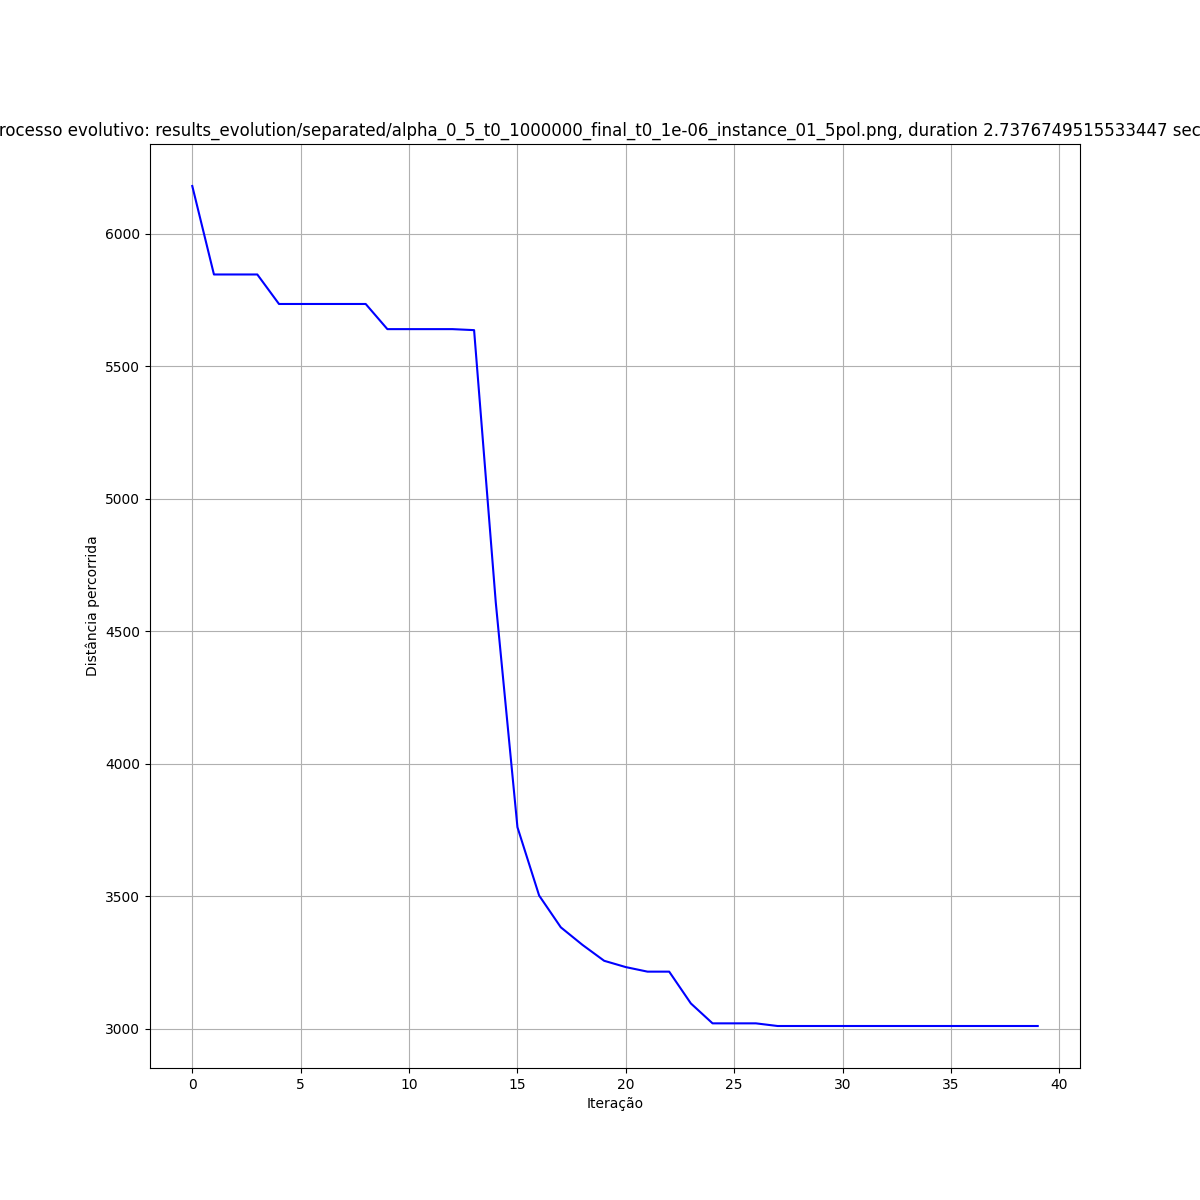 rocesso evolutivo: results_evolution/separated/alpha_0_5_t0_1000000_final_t0_1e-06_instance_01_5pol.png, duration 2.7376749515533447 sec
6000
5500
5000
4500
4000
3500
3000
Distância percorrida
0 5 10 15 20 25 30 35 40
Iteração